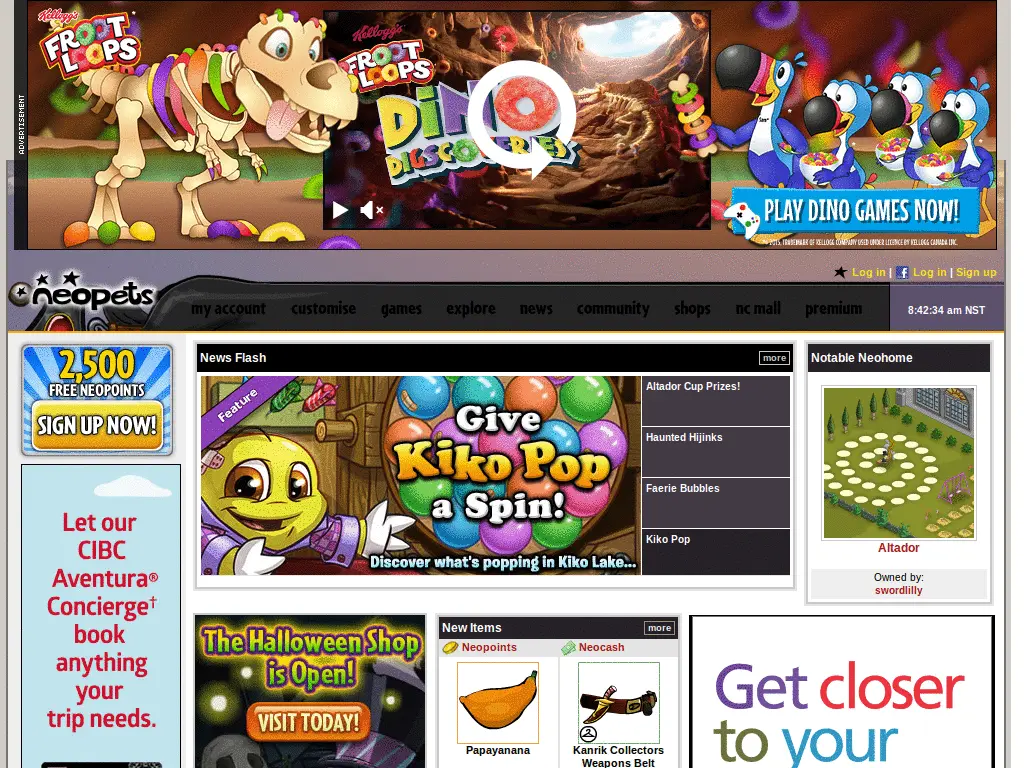 ADVERTISEMENT
Kellogg's
FROOT
LOOPS
Kellogg's
FROOT
LOOPS
DINO
DIGSCOVERIES
PLAY DINO GAMES NOW!
TRADEMARK OF KELLOGG COMPANY USED UNDER LICENCE BY KELLOGG CANADA INC.
Log in | Log in | Sign up
neopets
my account customise games explore news community shops nc mall premium
8:42:34 am NST
2,500
FREE NEOPOINTS
SIGN UP NOW!
News Flash
more
Feature
Give
Kiko Pop
a Spin!
Discover what's popping in Kiko Lake...
Altador Cup Prizes!
Haunted Hijinks
Faerie Bubbles
Kiko Pop
Notable Neohome
Altador
Owned by:
swordlilly
Let our
CIBC
Aventura®
Concierge†
book
anything
your
trip needs.
The Halloween Shop
is Open!
VISIT TODAY!
New Items
more
Neopoints
Neocash
Papayanana
Kanrik Collectors
Weapons Belt
Get closer
to your